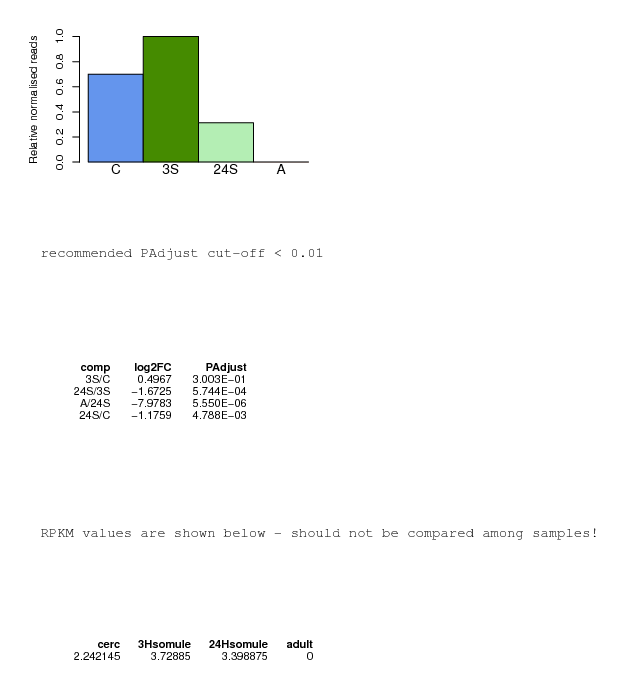 Relative normalised reads
1.0
0.8
0.6
0.4
0.2
0.0
C 3S 24S A
recommended PAdjust cut-off < 0.01
comp log2FC PAdjust
3S/C 0.4967 3.003E−01
24S/3S −1.6725 5.744E−04
A/24S −7.9783 5.550E−06
24S/C −1.1759 4.788E−03
RPKM values are shown below - should not be compared among samples!
cerc 3Hsomule 24Hsomule adult
2.242145 3.72885 3.398875 0